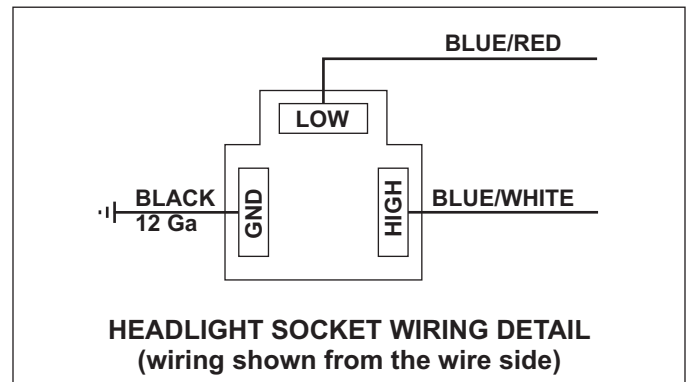 BLUE/RED
LOW
BLACK
12 Ga
GND
HIGH
BLUE/WHITE
HEADLIGHT SOCKET WIRING DETAIL
(wiring shown from the wire side)